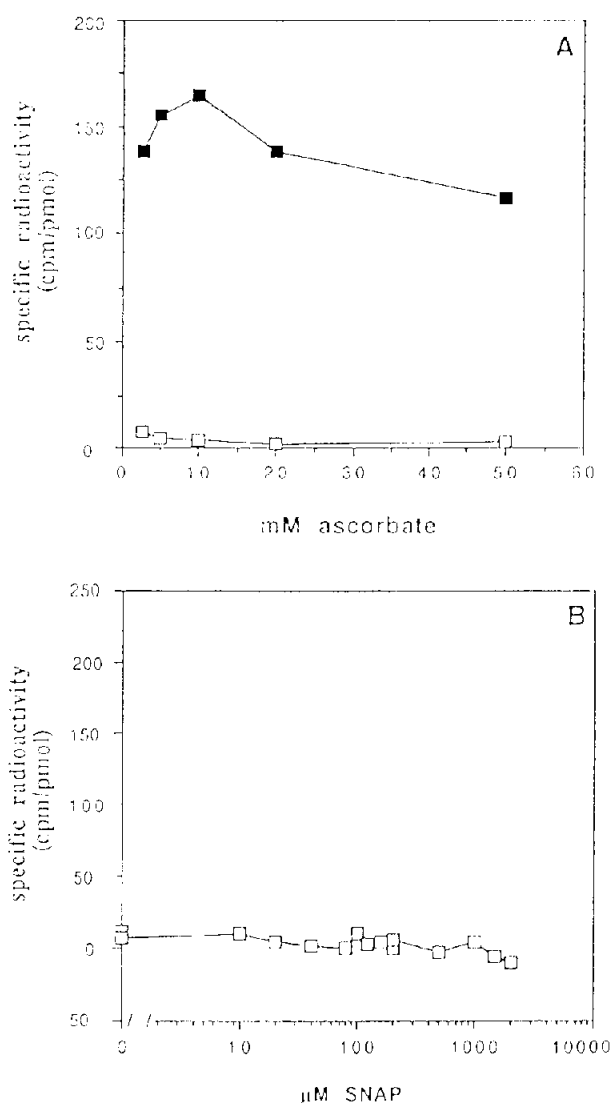 A
200
150
100
50
0
specific radioactivity
(cpm/pmol)
0 10 20 30 40 50 60
mM ascorbate
B
250
200
150
100
50
0
50
specific radioactivity
(cpm/pmol)
0 10 100 1000 10000
µM SNAP